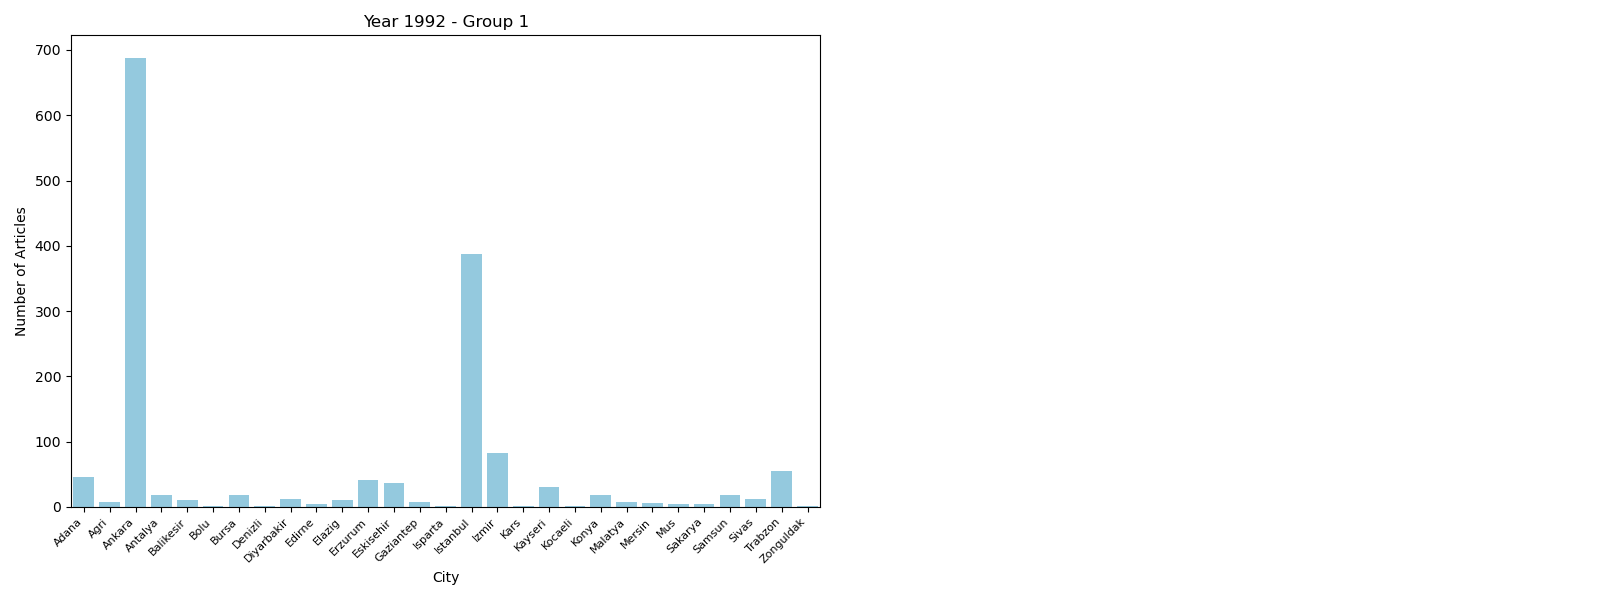 Year 1992 - Group 1
700
600
500
400
300
200
100
0
Number of Articles
Adana
Agri
Ankara
Antalya
Balikesir
Bolu
Bursa
Denizli
Diyarbakir
Edirne
Elazig
Erzurum
Eskisehir
Gaziantep
Isparta
Istanbul
Izmir
Kars
Kayseri
Kocaeli
Konya
Malatya
Mersin
Mus
Sakarya
Samsun
Sivas
Trabzon
Zonguldak
City